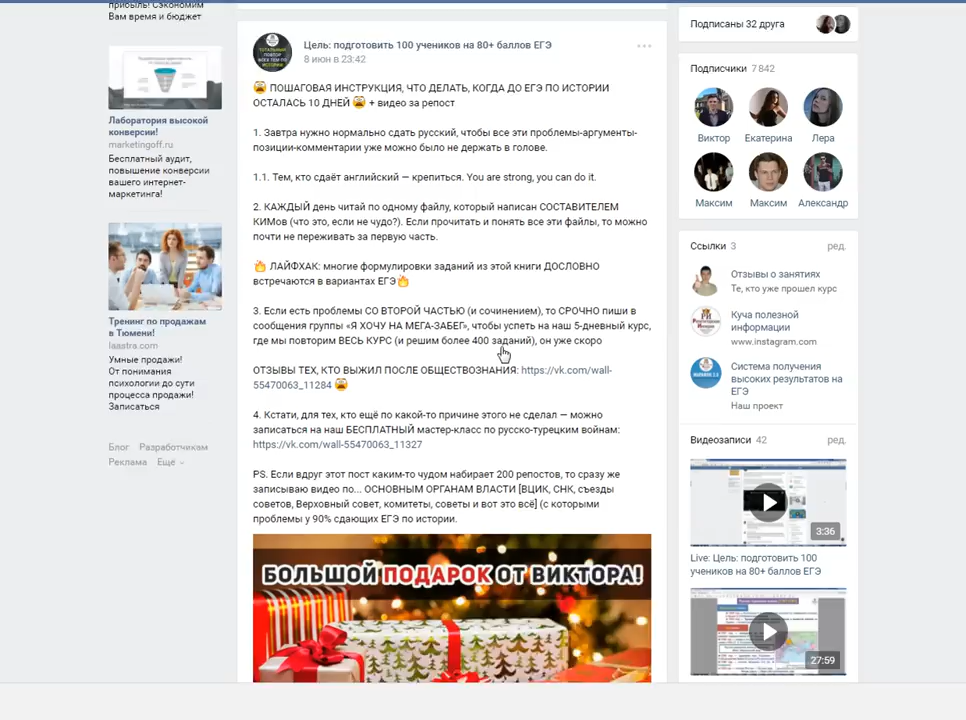 прибыль! Сэкономим
Вам время и бюджет
Лаборатория высокой
конверсии!
marketingoff.ru
Бесплатный аудит,
повышение конверсии
вашего интернет-
маркетинга!
Тренинг по продажам
в Тюмени!
laastra.com
Умные продажи!
От понимания
психологии до сути
процесса продажи!
Записаться
Блог Разработчикам
Реклама Ещё
ТОТАЛЬНЫЙ
ПОВТОР
ВСЕХ ТЕМ ПО
ИСТОРИИ
Цель: подготовить 100 учеников на 80+ баллов ЕГЭ
8 июн в 23:42
😫 ПОШАГОВАЯ ИНСТРУКЦИЯ, ЧТО ДЕЛАТЬ, КОГДА ДО ЕГЭ ПО ИСТОРИИ
ОСТАЛАСЬ 10 ДНЕЙ 😫 + видео за репост
1. Завтра нужно нормально сдать русский, чтобы все эти проблемы-аргументы-
позиции-комментарии уже можно было не держать в голове.
1.1. Тем, кто сдаёт английский — крепиться. You are strong, you can do it.
2. КАЖДЫЙ день читай по одному файлу, который написан СОСТАВИТЕЛЕМ
КИМов (что это, если не чудо?). Если прочитать и понять все эти файлы, то можно
почти не переживать за первую часть.
🔥 ЛАЙФХАК: многие формулировки заданий из этой книги ДОСЛОВНО
встречаются в вариантах ЕГЭ🔥
3. Если есть проблемы СО ВТОРОЙ ЧАСТЬЮ (и сочинением), то СРОЧНО пиши в
сообщения группы «Я ХОЧУ НА МЕГА-ЗАБЕГ», чтобы успеть на наш 5-дневный курс,
где мы повторим ВЕСЬ КУРС (и решим более 400 заданий), он уже скоро
ОТЗЫВЫ ТЕХ, КТО ВЫЖИЛ ПОСЛЕ ОБЩЕСТВОЗНАНИЯ: https://vk.com/wall-
55470063_11284 😫
4. Кстати, для тех, кто ещё по какой-то причине этого не сделал — можно
записаться на наш БЕСПЛАТНЫЙ мастер-класс по русско-турецким войнам:
https://vk.com/wall-55470063_11327
PS. Если вдруг этот пост каким-то чудом набирает 200 репостов, то сразу же
записываю видео по... ОСНОВНЫМ ОРГАНАМ ВЛАСТИ [ВЦИК, СНК, съезды
советов, Верховный совет, комитеты, советы и вот это всё] (с которыми
проблемы у 90% сдающих ЕГЭ по истории.
БОЛЬШОЙ ПОДАРОК ОТ ВИКТОРА!
Подписаны 32 друга
Подписчики 7 842
Виктор Екатерина Лера
Максим Максим Александр
Ссылки 3 ред.
Отзывы о занятиях
Те, кто уже прошел курс
Куча полезной
информации
www.instagram.com
Система получения
высоких результатов на
ЕГЭ
Наш проект
Видеозаписи 42 ред.
3:36
Live: Цель: подготовить 100
учеников на 80+ баллов ЕГЭ
27:59